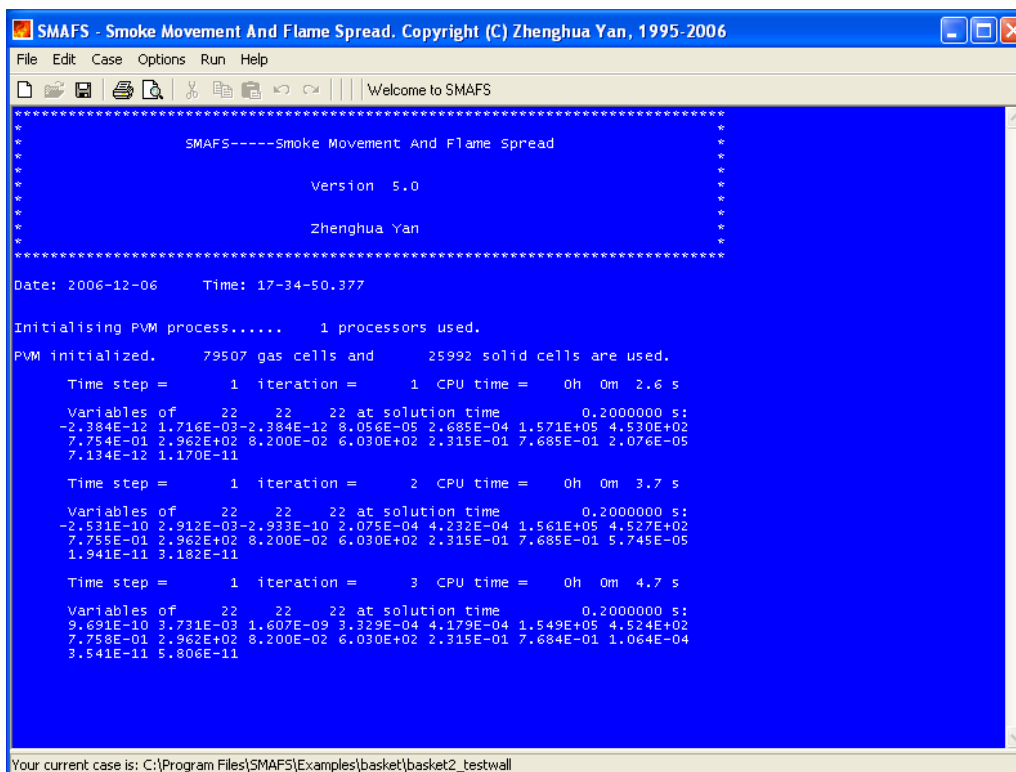 SMAFS - Smoke Movement And Flame Spread. Copyright (C) Zhenghua Yan, 1995-2006
File Edit Case Options Run Help
Welcome to SMAFS
*******************************************************************************
* *
* SMAFS-----Smoke Movement And Flame Spread *
* *
* *
* Version 5.0 *
* *
* *
* Zhenghua Yan *
* *
*******************************************************************************
Date: 2006-12-06 Time: 17-34-50.377
Initialising PVM process...... 1 processors used.
PVM initialized. 79507 gas cells and 25992 solid cells are used.
Time step = 1 iteration = 1 CPU time = 0h 0m 2.6 s
Variables of 22 22 22 at solution time 0.2000000 s:
-2.384E-12 1.716E-03-2.384E-12 8.056E-05 2.685E-04 1.571E+05 4.530E+02
7.754E-01 2.962E+02 8.200E-02 6.030E+02 2.315E-01 7.685E-01 2.076E-05
7.134E-12 1.170E-11
Time step = 1 iteration = 2 CPU time = 0h 0m 3.7 s
Variables of 22 22 22 at solution time 0.2000000 s:
-2.531E-10 2.912E-03-2.933E-10 2.075E-04 4.232E-04 1.561E+05 4.527E+02
7.755E-01 2.962E+02 8.200E-02 6.030E+02 2.315E-01 7.685E-01 5.745E-05
1.941E-11 3.182E-11
Time step = 1 iteration = 3 CPU time = 0h 0m 4.7 s
Variables of 22 22 22 at solution time 0.2000000 s:
9.691E-10 3.731E-03 1.607E-09 3.329E-04 4.179E-04 1.549E+05 4.524E+02
7.758E-01 2.962E+02 8.200E-02 6.030E+02 2.315E-01 7.684E-01 1.064E-04
3.541E-11 5.806E-11
Your current case is: C:\Program Files\SMAFS\Examples\basket\basket2_testwall